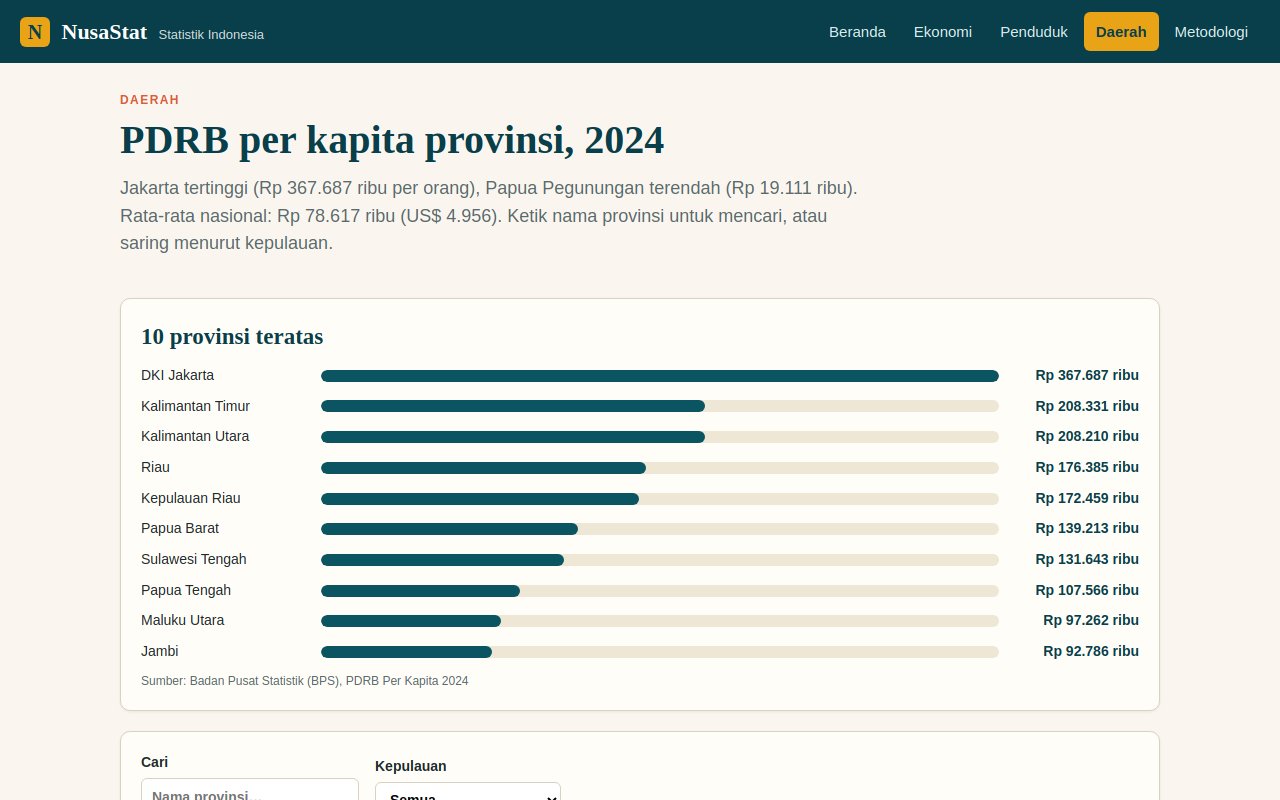 N NusaStat Statistik Indonesia Beranda Ekonomi Penduduk Daerah Metodologi
DAERAH
PDRB per kapita provinsi, 2024
Jakarta tertinggi (Rp 367.687 ribu per orang), Papua Pegunungan terendah (Rp 19.111 ribu).
Rata-rata nasional: Rp 78.617 ribu (US$ 4.956). Ketik nama provinsi untuk mencari, atau
saring menurut kepulauan.
10 provinsi teratas
DKI Jakarta Rp 367.687 ribu
Kalimantan Timur Rp 208.331 ribu
Kalimantan Utara Rp 208.210 ribu
Riau Rp 176.385 ribu
Kepulauan Riau Rp 172.459 ribu
Papua Barat Rp 139.213 ribu
Sulawesi Tengah Rp 131.643 ribu
Papua Tengah Rp 107.566 ribu
Maluku Utara Rp 97.262 ribu
Jambi Rp 92.786 ribu
Sumber: Badan Pusat Statistik (BPS), PDRB Per Kapita 2024
Cari Kepulauan
Nama provinsi... Semua